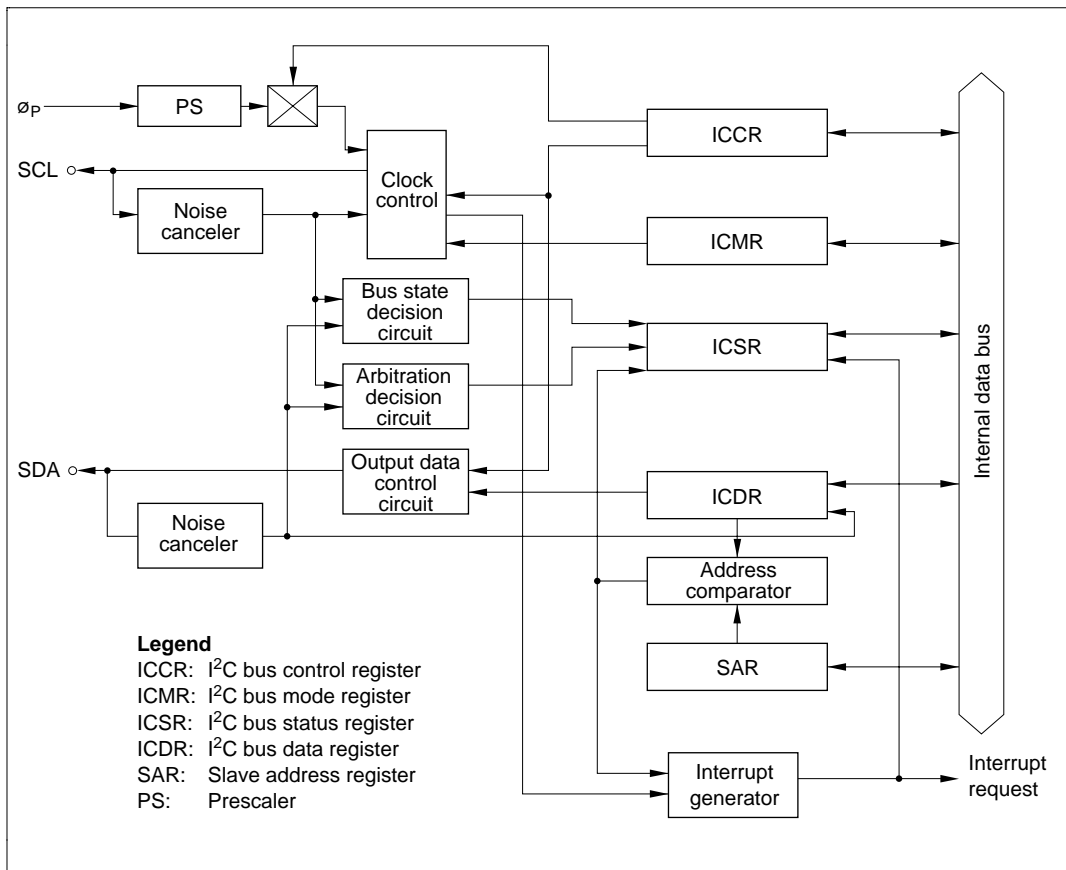 øP
PS
ICCR
SCL
Clock
control
Noise
canceler
ICMR
Bus state
decision
circuit
ICSR
Arbitration
decision
circuit
Internal data bus
SDA
Output data
control
circuit
ICDR
Noise
canceler
Address
comparator
SAR
Legend
ICCR: I2C bus control register
ICMR: I2C bus mode register
ICSR: I2C bus status register
ICDR: I2C bus data register
SAR: Slave address register
PS: Prescaler
Interrupt
generator
Interrupt
request